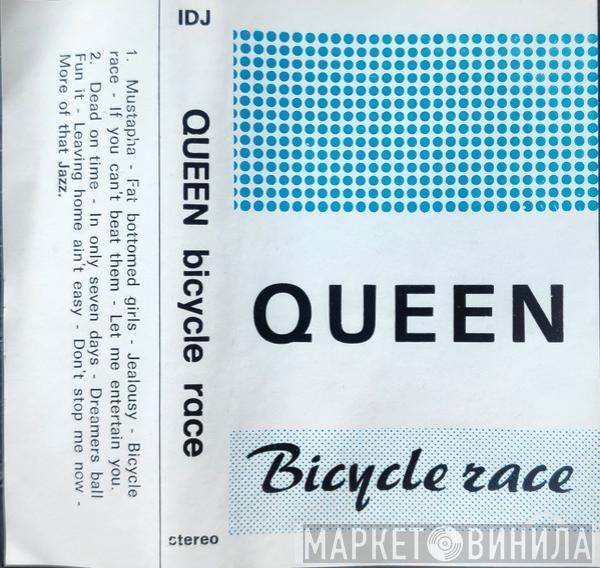 IDJ
QUEEN bicycle race
stereo
1. Mustapha - Fat bottomed girls - Jealousy - Bicycle
race - If you can't beat them - Let me entertain you.
2. Dead on time - In only seven days - Dreamers ball
Fun it - Leaving home ain't easy - Don't stop me now -
More of that Jazz.
QUEEN
Bicycle race
МАРКЕТ ВИНИЛА